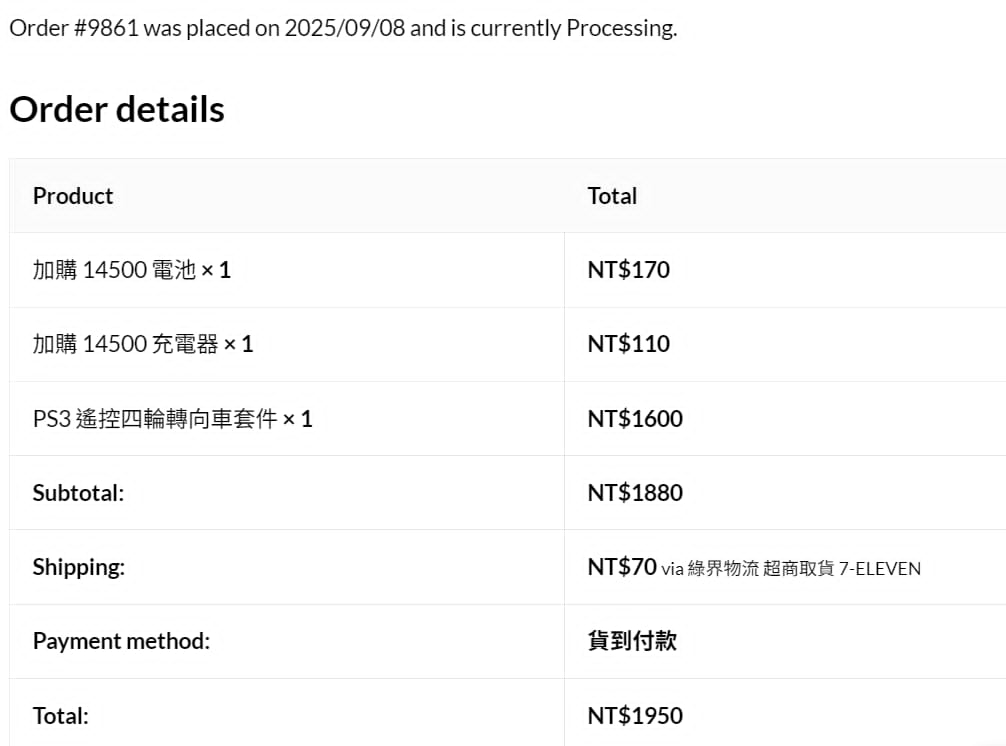 Order #9861 was placed on 2025/09/08 and is currently Processing.
Order details
Product Total
加購 14500 電池 × 1 NT$170
加購 14500 充電器 × 1 NT$110
PS3 遙控四輪轉向車套件 × 1 NT$1600
Subtotal: NT$1880
Shipping: NT$70 via 綠界物流 超商取貨 7-ELEVEN
Payment method: 貨到付款
Total: NT$1950